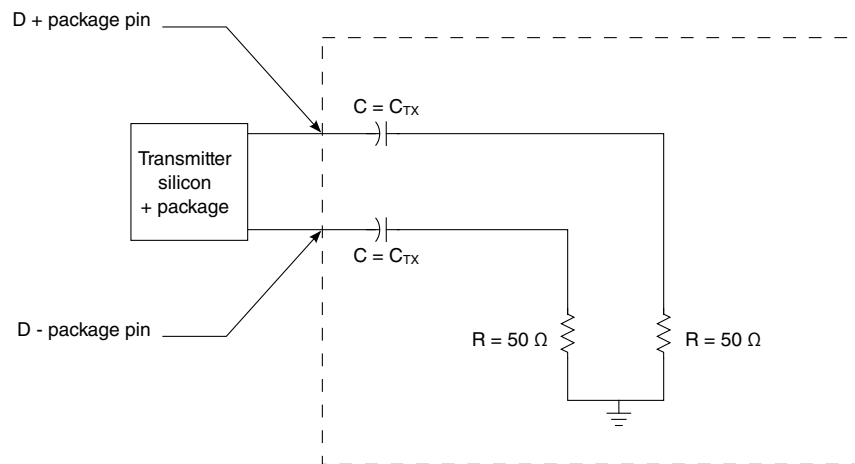 D + package pin
C = CTX
Transmitter
silicon
+ package
C = CTX
D - package pin
R = 50 Ω
R = 50 Ω